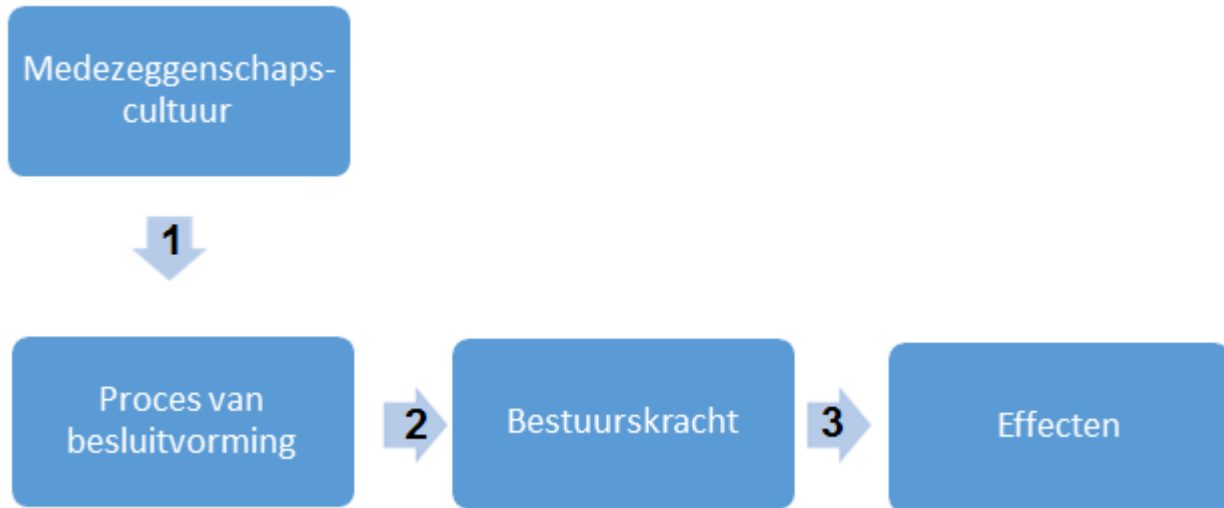 Medezeggenschaps-
cultuur
1
Proces van
besluitvorming
2
Bestuurskracht
3
Effecten